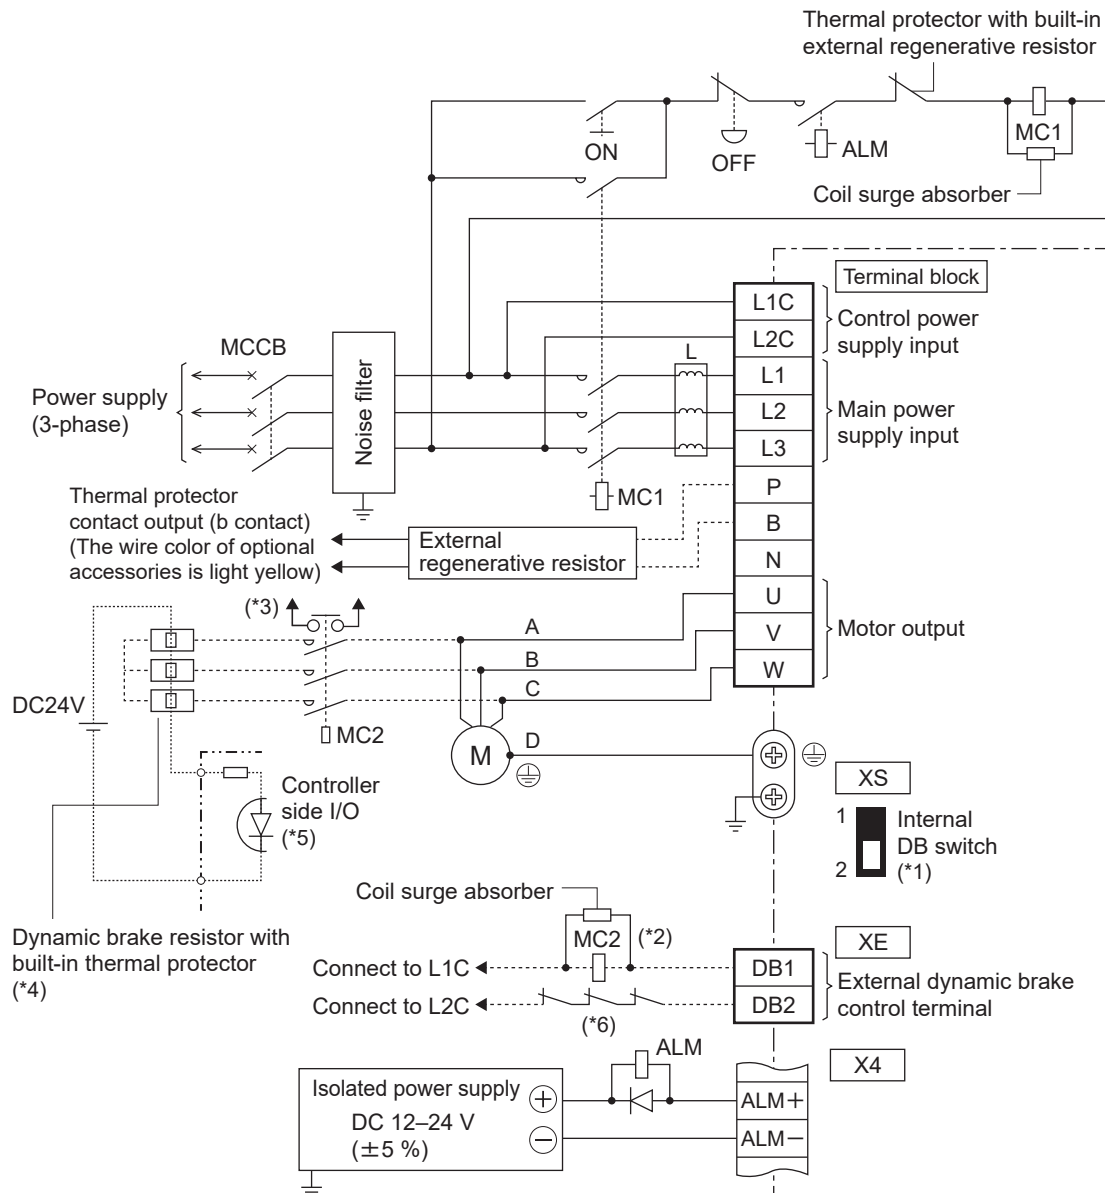 Thermal protector with built-in
external regenerative resistor
ON
OFF
ALM
MC1
Coil surge absorber
Terminal block
L1C
L2C
Control power
supply input
MCCB
Noise filter
L
Power supply
(3-phase)
L1
L2
L3
Main power
supply input
MC1
P
B
N
Thermal protector
contact output (b contact)
(The wire color of optional
accessories is light yellow)
External
regenerative resistor
(*3)
A
B
C
D
U
V
W
Motor output
DC24V
MC2
M
Controller
side I/O
(*5)
XS
1
2
Internal
DB switch
(*1)
Dynamic brake resistor with
built-in thermal protector
(*4)
Coil surge absorber
MC2
(*2)
Connect to L1C
Connect to L2C
(*6)
XE
DB1
DB2
External dynamic brake
control terminal
ALM
X4
Isolated power supply
DC 12–24 V
(±5 %)
+
−
ALM+
ALM−